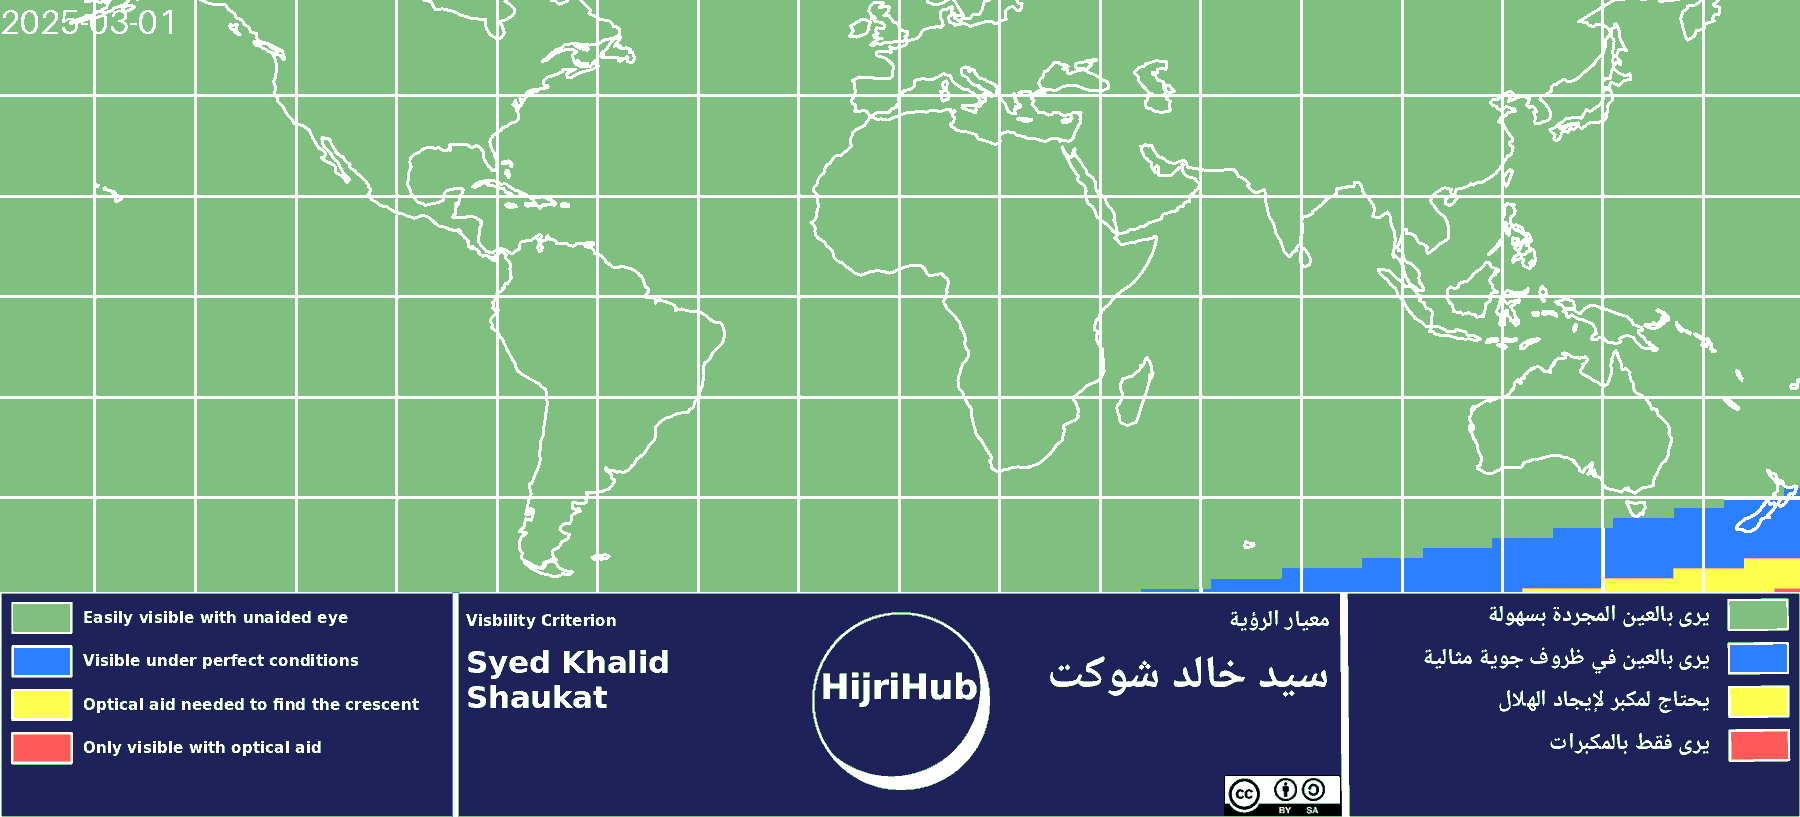 2025-03-01
Easily visible with unaided eye
Visible under perfect conditions
Optical aid needed to find the crescent
Only visible with optical aid
Visbility Criterion
Syed Khalid
Shaukat
HijriHub
معيار الرؤية
سيد خالد شوكت
cc
BY SA
يرى بالعين المجردة بسهولة
يرى بالعين في ظروف جوية مثالية
يحتاج لمكبر لإيجاد الهلال
يرى فقط بالمكبرات